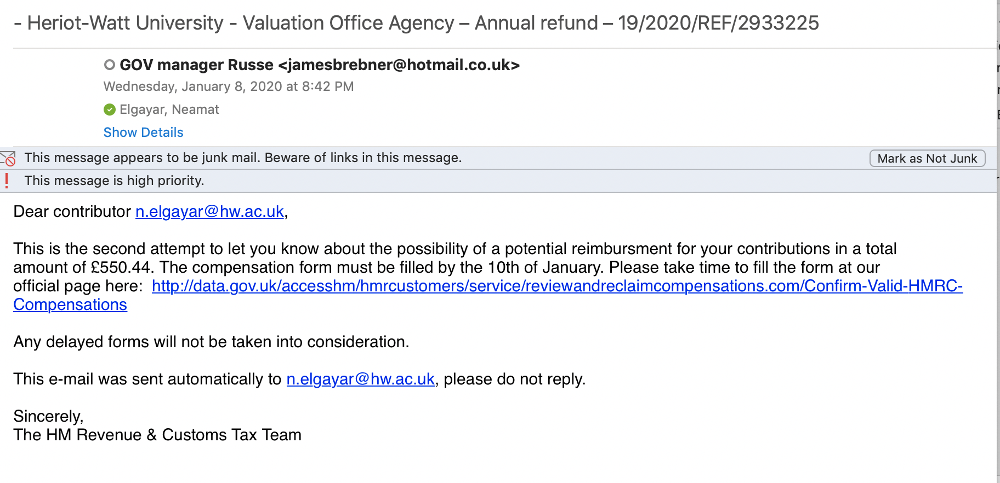 - Heriot-Watt University - Valuation Office Agency – Annual refund – 19/2020/REF/2933225
GOV manager Russe <jamesbrebner@hotmail.co.uk>
Wednesday, January 8, 2020 at 8:42 PM
Elgayar, Neamat
Show Details
This message appears to be junk mail. Beware of links in this message.
Mark as Not Junk
This message is high priority.
Dear contributor n.elgayar@hw.ac.uk,
This is the second attempt to let you know about the possibility of a potential reimbursment for your contributions in a total
amount of £550.44. The compensation form must be filled by the 10th of January. Please take time to fill the form at our
official page here:  http://data.gov.uk/accesshm/hmrcustomers/service/reviewandreclaimcompensations.com/Confirm-Valid-HMRC-
Compensations
Any delayed forms will not be taken into consideration.
This e-mail was sent automatically to n.elgayar@hw.ac.uk, please do not reply.
Sincerely,
The HM Revenue & Customs Tax Team